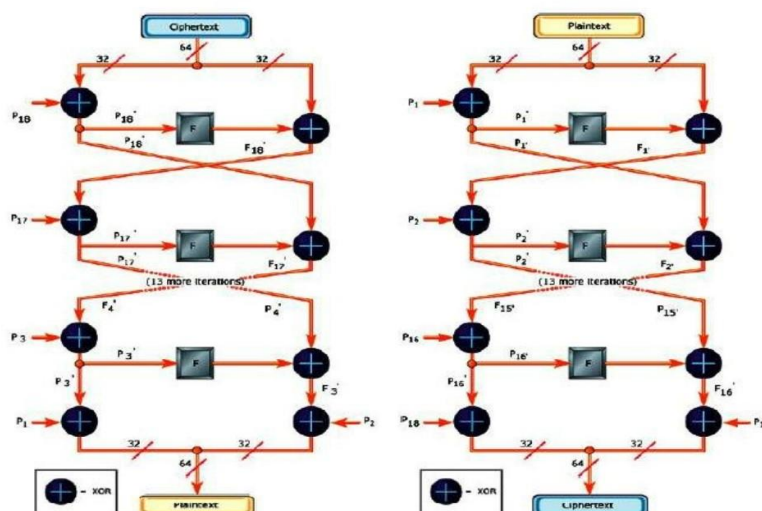 Ciphertext
64
32 32
P18
P18'
F
P18' F18'
P17
P17'
F
P17' F17'
(13 more iterations)
F4' P4'
P3
P3'
F
P3' F3'
P1 P2
32 32
64
- XOR
Plaintext
Plaintext
64
32 32
P1
P1'
F
P1' F1'
P2
P2'
F
P2' F2'
(13 more iterations)
F15' P15'
P16
P16'
F
P16' F16'
P18
32 32
64
- XOR
Ciphertext